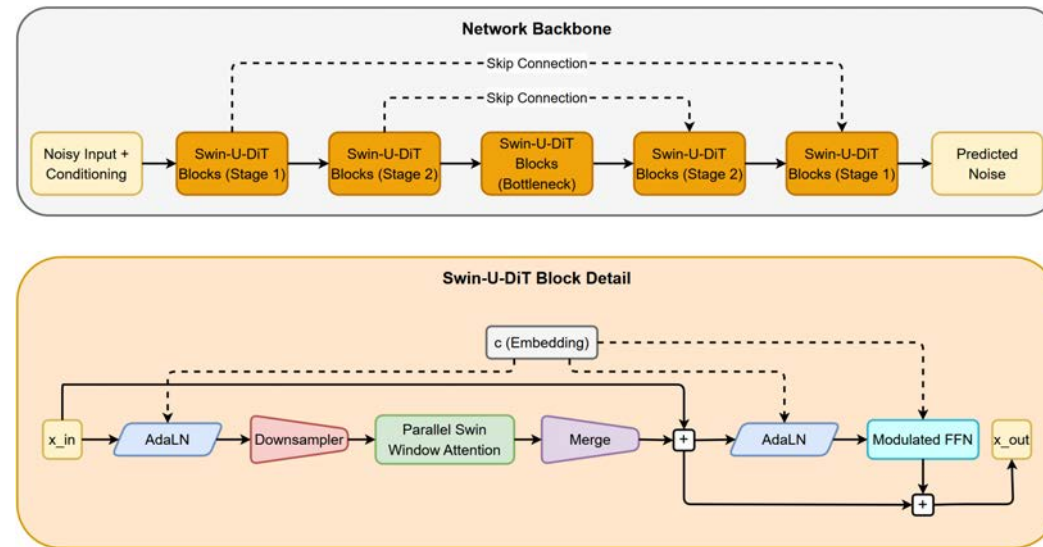 Network Backbone
Skip Connection
Skip Connection
Noisy Input +
Conditioning
Swin-U-DiT
Blocks (Stage 1)
Swin-U-DiT
Blocks (Stage 2)
Swin-U-DiT
Blocks
(Bottleneck)
Swin-U-DiT
Blocks (Stage 2)
Swin-U-DiT
Blocks (Stage 1)
Predicted
Noise
Swin-U-DiT Block Detail
c (Embedding)
x_in
AdaLN
Downsampler
Parallel Swin
Window Attention
Merge
+
AdaLN
Modulated FFN
x_out
+